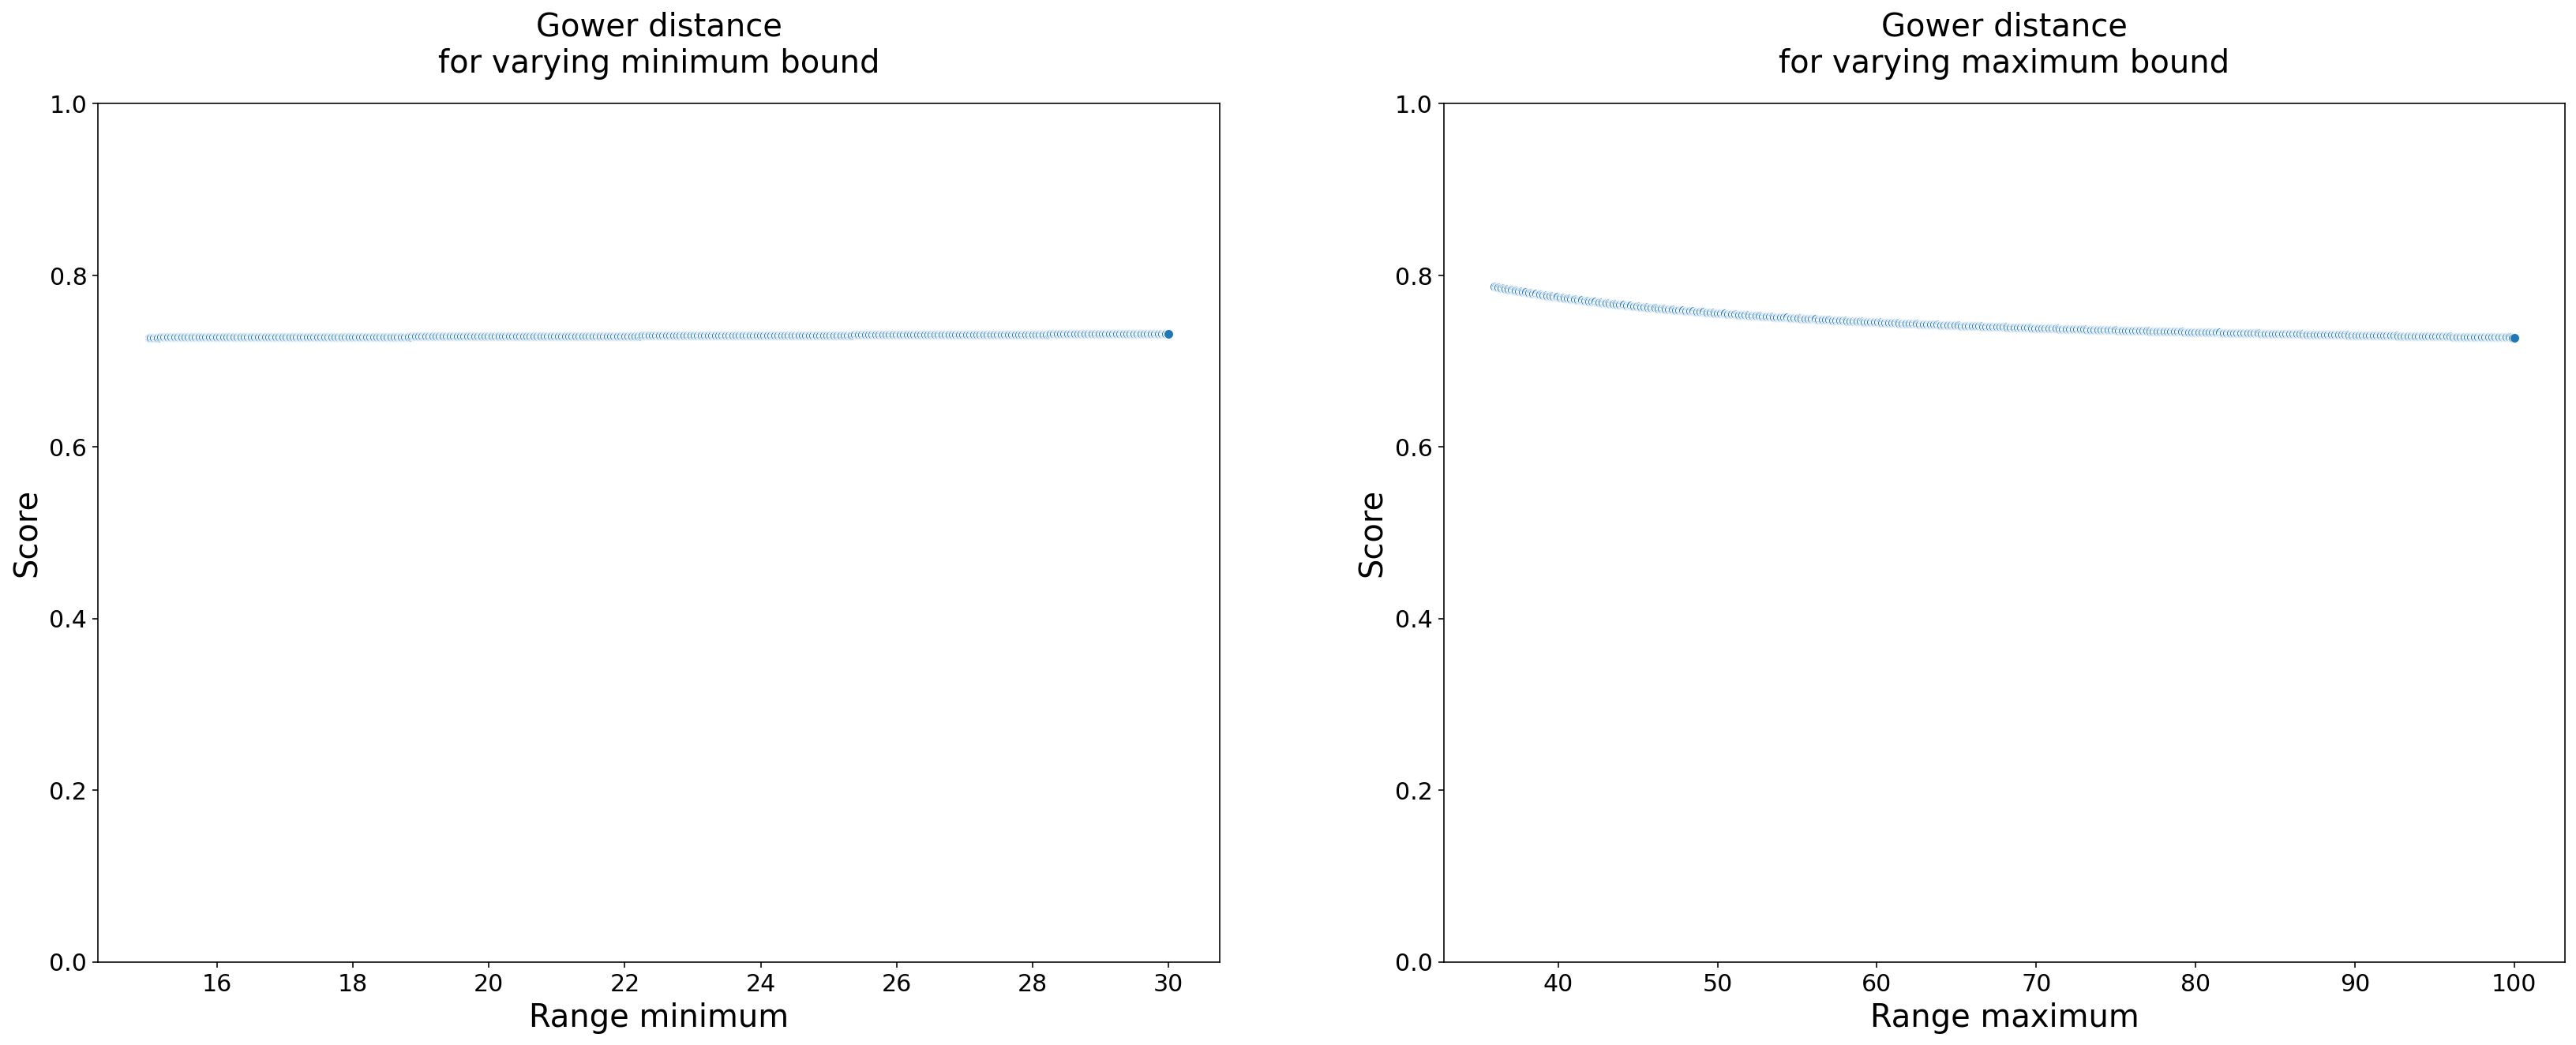 Gower distance
for varying minimum bound
1.0
0.8
0.6
0.4
0.2
0.0
Score
16 18 20 22 24 26 28 30
Range minimum
Gower distance
for varying maximum bound
1.0
0.8
0.6
0.4
0.2
0.0
Score
40 50 60 70 80 90 100
Range maximum